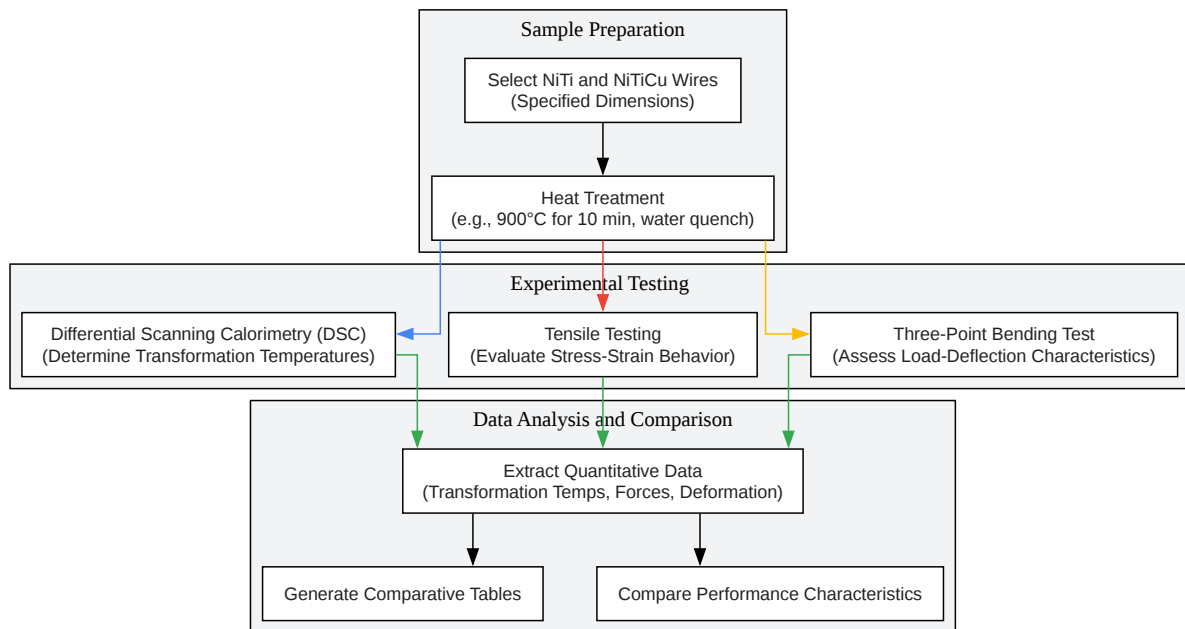 Sample Preparation
Select NiTi and NiTiCu Wires
(Specified Dimensions)
Heat Treatment
(e.g., 900°C for 10 min, water quench)
Experimental Testing
Differential Scanning Calorimetry (DSC)
(Determine Transformation Temperatures)
Tensile Testing
(Evaluate Stress-Strain Behavior)
Three-Point Bending Test
(Assess Load-Deflection Characteristics)
Data Analysis and Comparison
Extract Quantitative Data
(Transformation Temps, Forces, Deformation)
Generate Comparative Tables
Compare Performance Characteristics